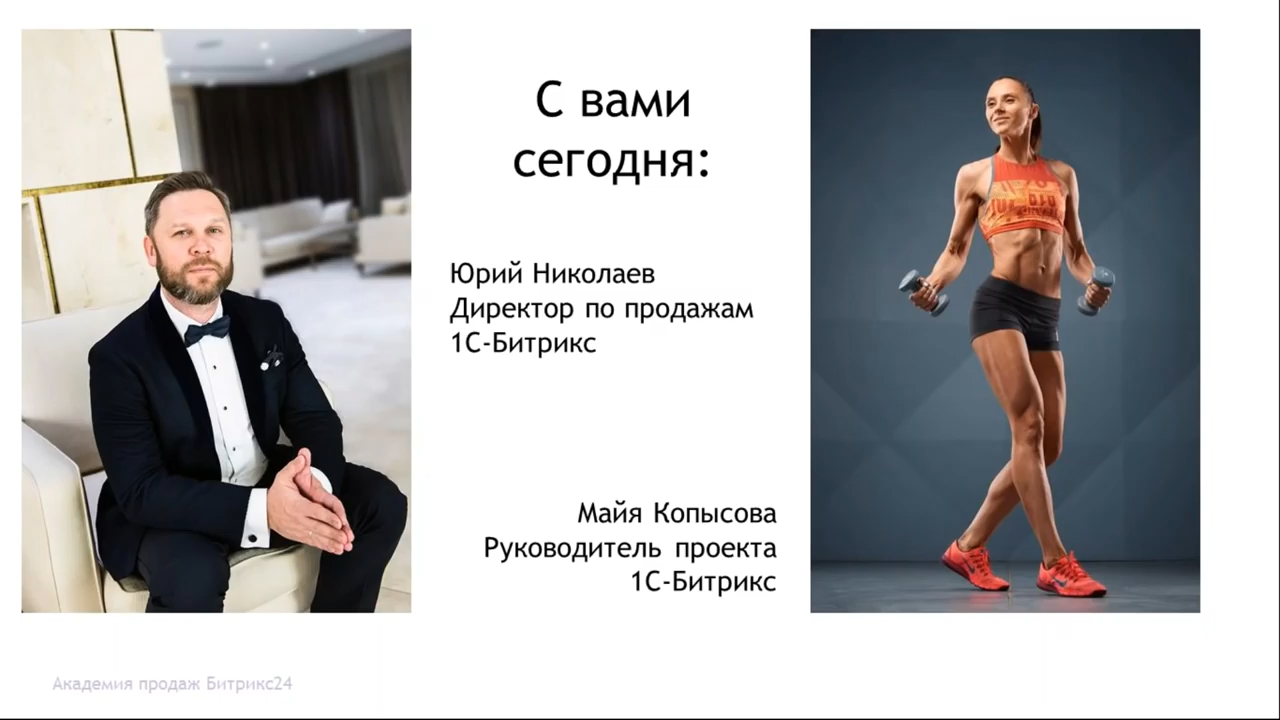 С вами
сегодня:
Юрий Николаев
Директор по продажам
1С-Битрикс
Майя Копысова
Руководитель проекта
1С-Битрикс
Академия продаж Битрикс24